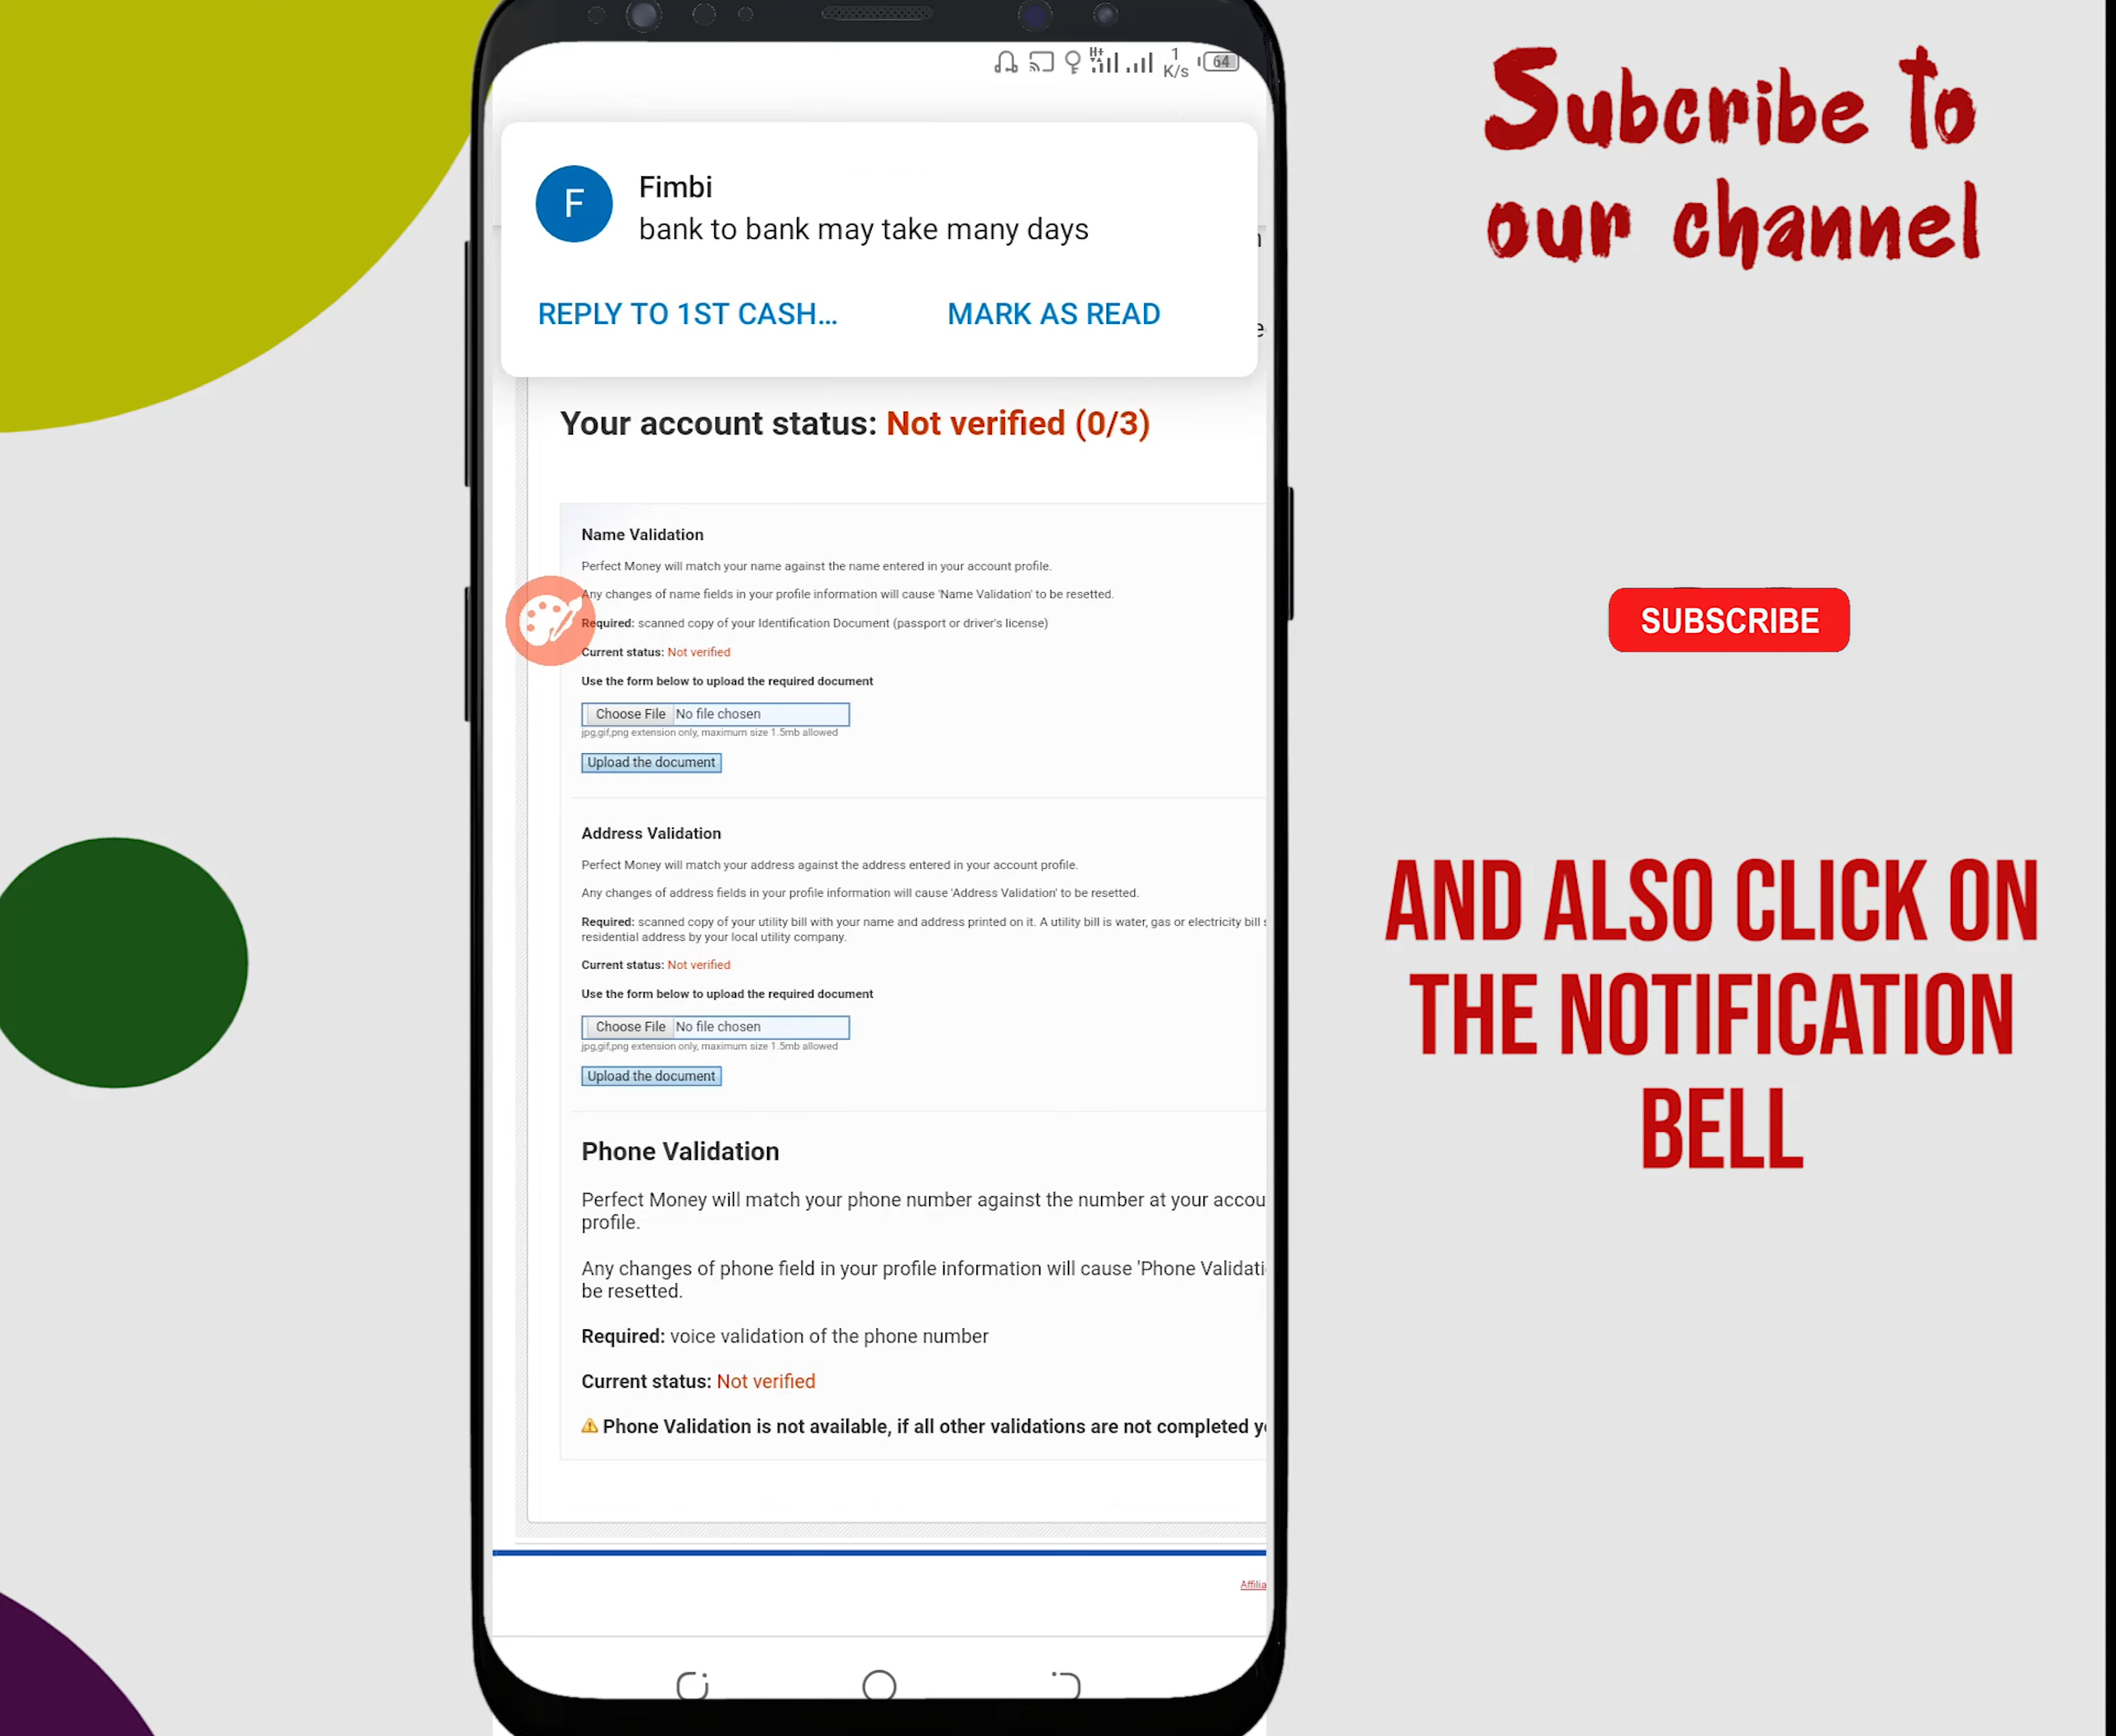 H+
1
K/s
64
F
Fimbi
bank to bank may take many days
REPLY TO 1ST CASH...
MARK AS READ
Your account status: Not verified (0/3)
Name Validation
Perfect Money will match your name against the name entered in your account profile.
Any changes of name fields in your profile information will cause 'Name Validation' to be resetted.
Required: scanned copy of your Identification Document (passport or driver's license)
Current status: Not verified
Use the form below to upload the required document
Choose File No file chosen
jpg,gif,png extension only, maximum size 1.5mb allowed
Upload the document
Address Validation
Perfect Money will match your address against the address entered in your account profile.
Any changes of address fields in your profile information will cause 'Address Validation' to be resetted.
Required: scanned copy of your utility bill with your name and address printed on it. A utility bill is water, gas or electricity bill
residential address by your local utility company.
Current status: Not verified
Use the form below to upload the required document
Choose File No file chosen
jpg,gif,png extension only, maximum size 1.5mb allowed
Upload the document
Phone Validation
Perfect Money will match your phone number against the number at your accou
profile.
Any changes of phone field in your profile information will cause 'Phone Validati
be resetted.
Required: voice validation of the phone number
Current status: Not verified
Phone Validation is not available, if all other validations are not completed y
Affilia
Subcribe To
our channel
SUBSCRIBE
AND ALSO CLICK ON
THE NOTIFICATION
BELL